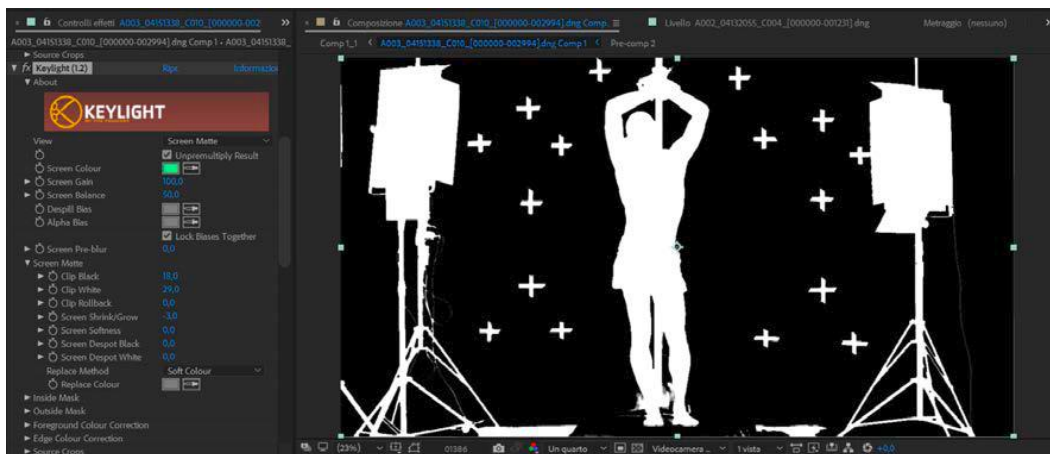 Controlli effetti A003_04151338_C010_[000000-002
A003_04151338_C010_[000000-002994].dng Comp 1 • A003_04151338_
Source Crops
fx Keylight (1.2) Ripr. Informazio
About
KEYLIGHT
View Screen Matte
Unpremultiply Result
Screen Colour
Screen Gain 100,0
Screen Balance 50,0
Despill Bias
Alpha Bias
Lock Biases Together
Screen Pre-blur 0,0
Screen Matte
Clip Black 18,0
Clip White 29,0
Clip Rollback 0,0
Screen Shrink/Grow -3,0
Screen Softness 0,0
Screen Despot Black 0,0
Screen Despot White 0,0
Replace Method Soft Colour
Replace Colour
Inside Mask
Outside Mask
Foreground Colour Correction
Edge Colour Correction
Source Crops
Composizione A003_04151338_C010_[000000-002994].dng Comp 1
Livello A002_04132055_C004_[000000-001231].dng
Metraggio (nessuno)
Comp 1_1 A003_04151338_C010_[000000-002994].dng Comp 1 Pre-comp 2
(23%) 01386 Un quarto Videocamera .. 1 vista +0,0